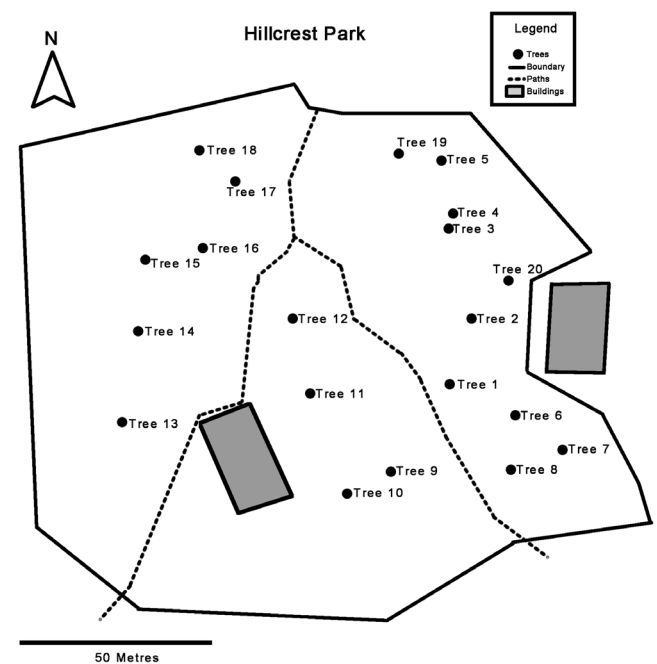 Hillcrest Park
N
Legend
Trees
Boundary
Paths
Buildings
Tree 19
Tree 18
Tree 5
Tree 17
Tree 4
Tree 3
Tree 16
Tree 15
Tree 20
Tree 12
Tree 2
Tree 14
Tree 1
Tree 11
Tree 6
Tree 13
Tree 7
Tree 9
Tree 8
Tree 10
50 Metres